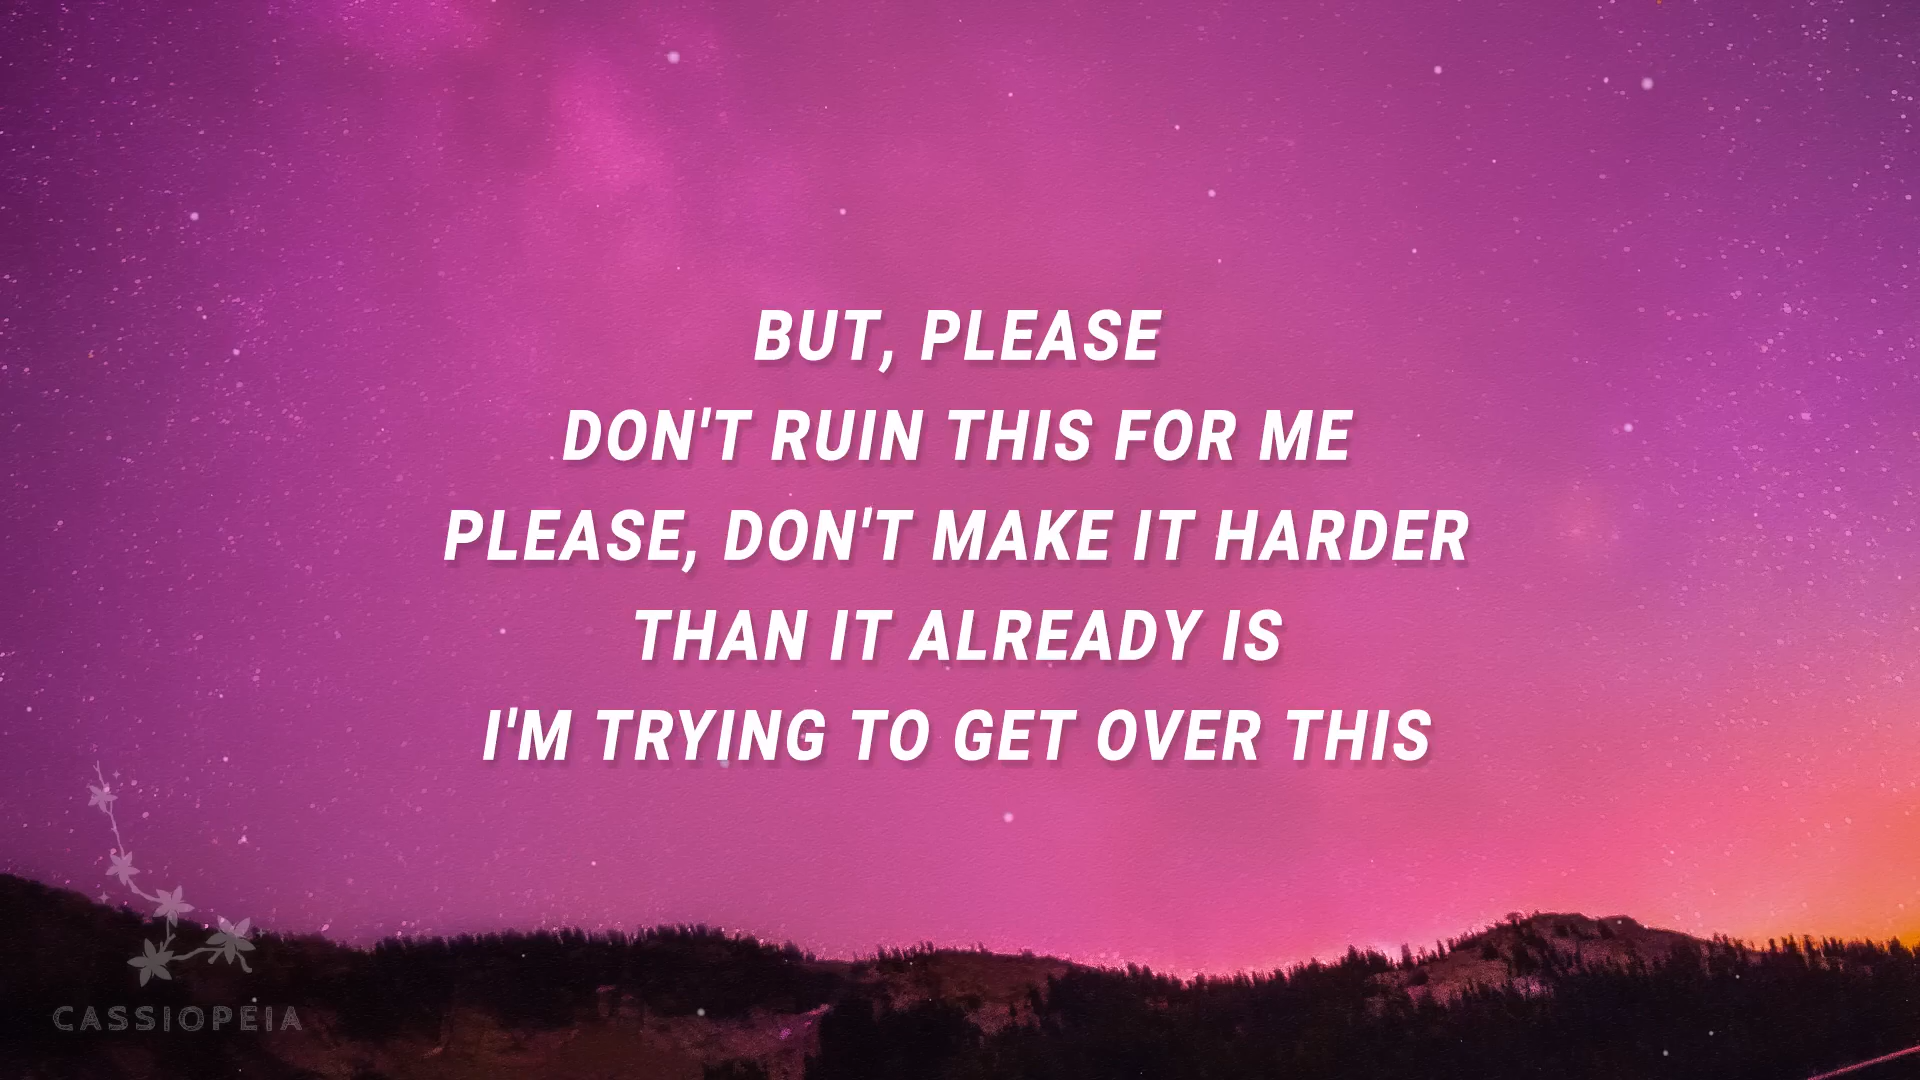 BUT, PLEASE
DON'T RUIN THIS FOR ME
PLEASE, DON'T MAKE IT HARDER
THAN IT ALREADY IS
I'M TRYING TO GET OVER THIS
CASSIOPEIA